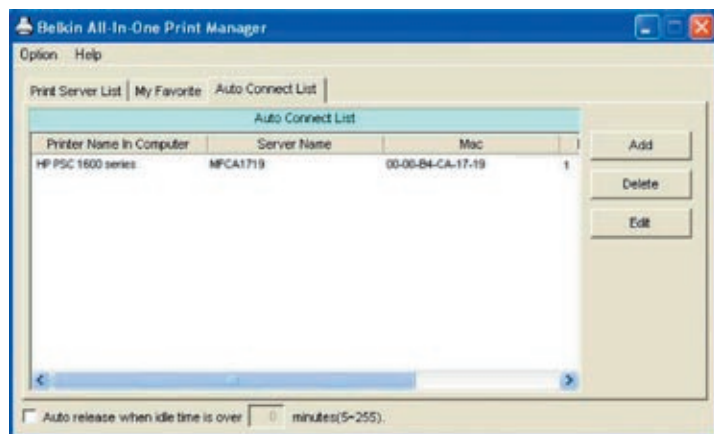 Belkin All-In-One Print Manager
Option Help
Print Server List My Favorite Auto Connect List
Auto Connect List
Printer Name In Computer Server Name Mac
HP PSC 1600 series MFCA1719 00-00-B4-CA-17-19 1
Add
Delete
Edit
Auto release when idle time is over 0 minutes(5~255).